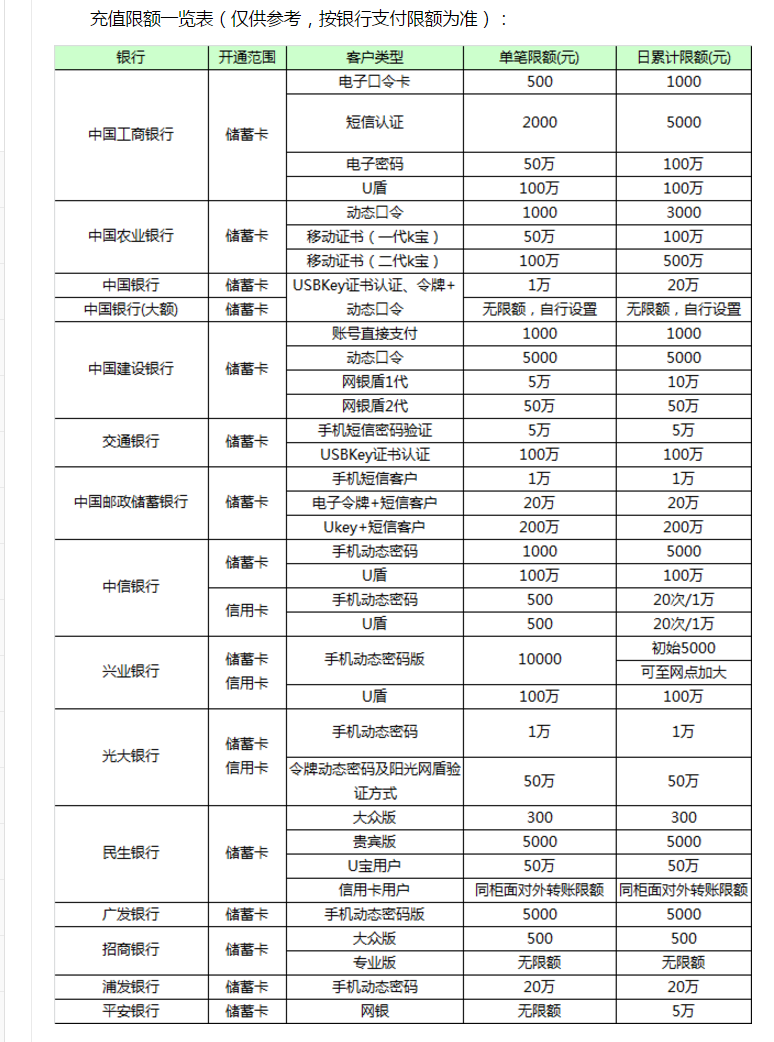 充值限额一览表（仅供参考，按银行支付限额为准）：
银行 开通范围 客户类型 单笔限额(元) 日累计限额(元)
中国工商银行 储蓄卡 电子口令卡 500 1000
短信认证 2000 5000
电子密码 50万 100万
U盾 100万 100万
中国农业银行 储蓄卡 动态口令 1000 3000
移动证书（一代k宝） 50万 100万
移动证书（二代k宝） 100万 500万
中国银行 储蓄卡 USBKey证书认证、令牌+ 1万 20万
中国银行(大额) 储蓄卡 动态口令 无限额，自行设置 无限额，自行设置
中国建设银行 储蓄卡 账号直接支付 1000 1000
动态口令 5000 5000
网银盾1代 5万 10万
网银盾2代 50万 50万
交通银行 储蓄卡 手机短信密码验证 5万 5万
USBKey证书认证 100万 100万
中国邮政储蓄银行 储蓄卡 手机短信客户 1万 1万
电子令牌+短信客户 20万 20万
Ukey+短信客户 200万 200万
中信银行 储蓄卡 手机动态密码 1000 5000
U盾 100万 100万
信用卡 手机动态密码 500 20次/1万
U盾 500 20次/1万
兴业银行 储蓄卡 信用卡 手机动态密码版 10000 初始5000
可至网点加大
U盾 100万 100万
光大银行 储蓄卡 信用卡 手机动态密码 1万 1万
令牌动态密码及阳光网盾验
证方式 50万 50万
民生银行 储蓄卡 大众版 300 300
贵宾版 5000 5000
U宝用户 50万 50万
信用卡用户 同柜面对外转账限额 同柜面对外转账限额
广发银行 储蓄卡 手机动态密码版 5000 5000
招商银行 储蓄卡 大众版 500 500
专业版 无限额 无限额
浦发银行 储蓄卡 手机动态密码 20万 20万
平安银行 储蓄卡 网银 无限额 5万